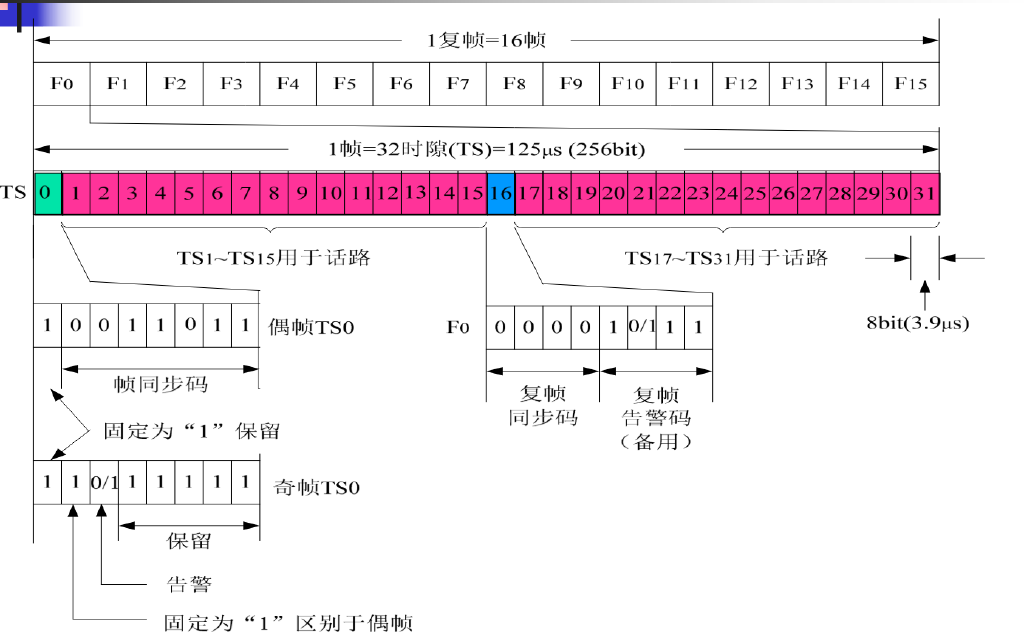 1复帧=16帧
F0 F1 F2 F3 F4 F5 F6 F7 F8 F9 F10 F11 F12 F13 F14 F15
1帧=32时隙(TS)=125μs (256bit)
TS 0 1 2 3 4 5 6 7 8 9 10 11 12 13 14 15 16 17 18 19 20 21 22 23 24 25 26 27 28 29 30 31
TS1~TS15用于话路 TS17~TS31用于话路
1 0 0 1 1 0 1 1 偶帧TS0 F0 0 0 0 0 1 0/1 1 1 8bit(3.9μs)
帧同步码 复帧 复帧
同步码 告警码
固定为“1”保留 (备用)
1 1 0/1 1 1 1 1 1 奇帧TS0
保留
告警
固定为“1”区别于偶帧